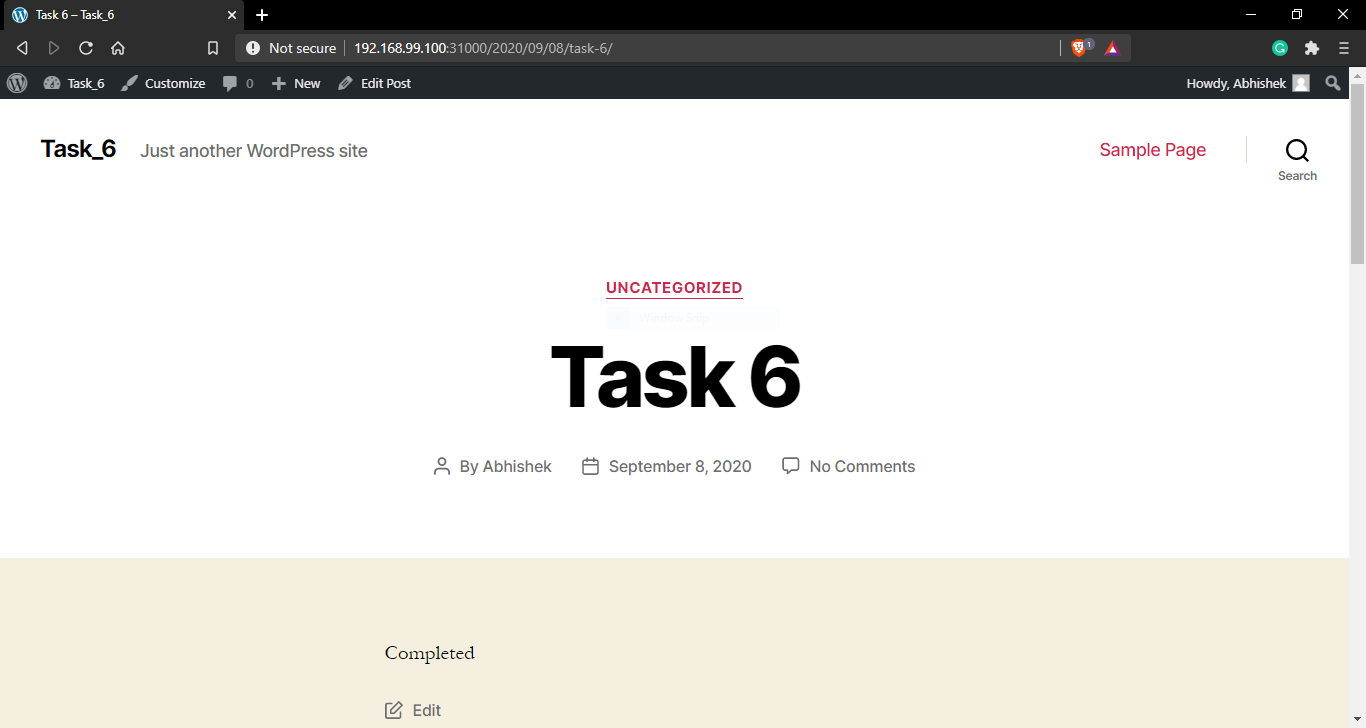 Task 6 – Task_6
Not secure 192.168.99.100:31000/2020/09/08/task-6/ 1
Task_6 Customize 0 New Edit Post Howdy, Abhishek
Task_6 Just another WordPress site Sample Page
Search
UNCATEGORIZED
Task 6
By Abhishek September 8, 2020 No Comments
Completed
Edit